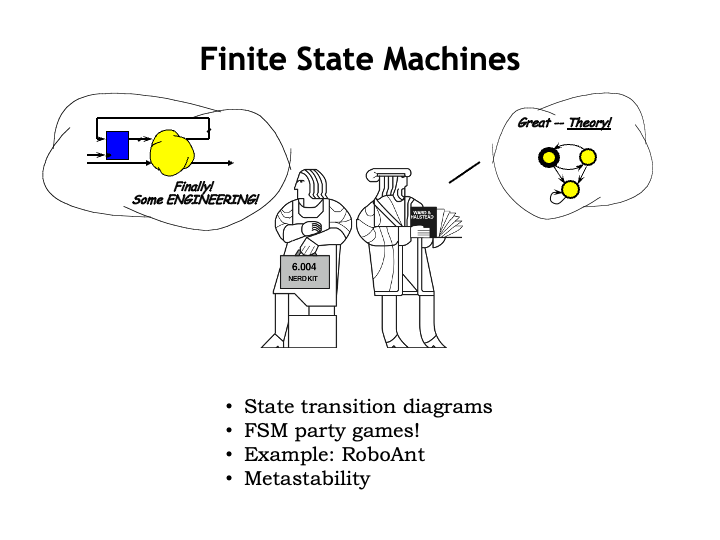 Finite State Machines
Finally!
Some ENGINEERING!
Great -- Theory!
WARD &
HALSTEAD
6.004
NERD KIT
• State transition diagrams
• FSM party games!
• Example: RoboAnt
• Metastability